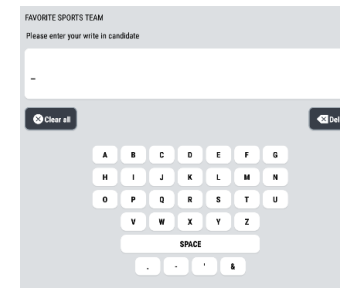 FAVORITE SPORTS TEAM
Please enter your write in candidate
_
Clear all
Del
A B C D E F G
H I J K L M N
O P Q R S T U
V W X Y Z
SPACE
. - ' &